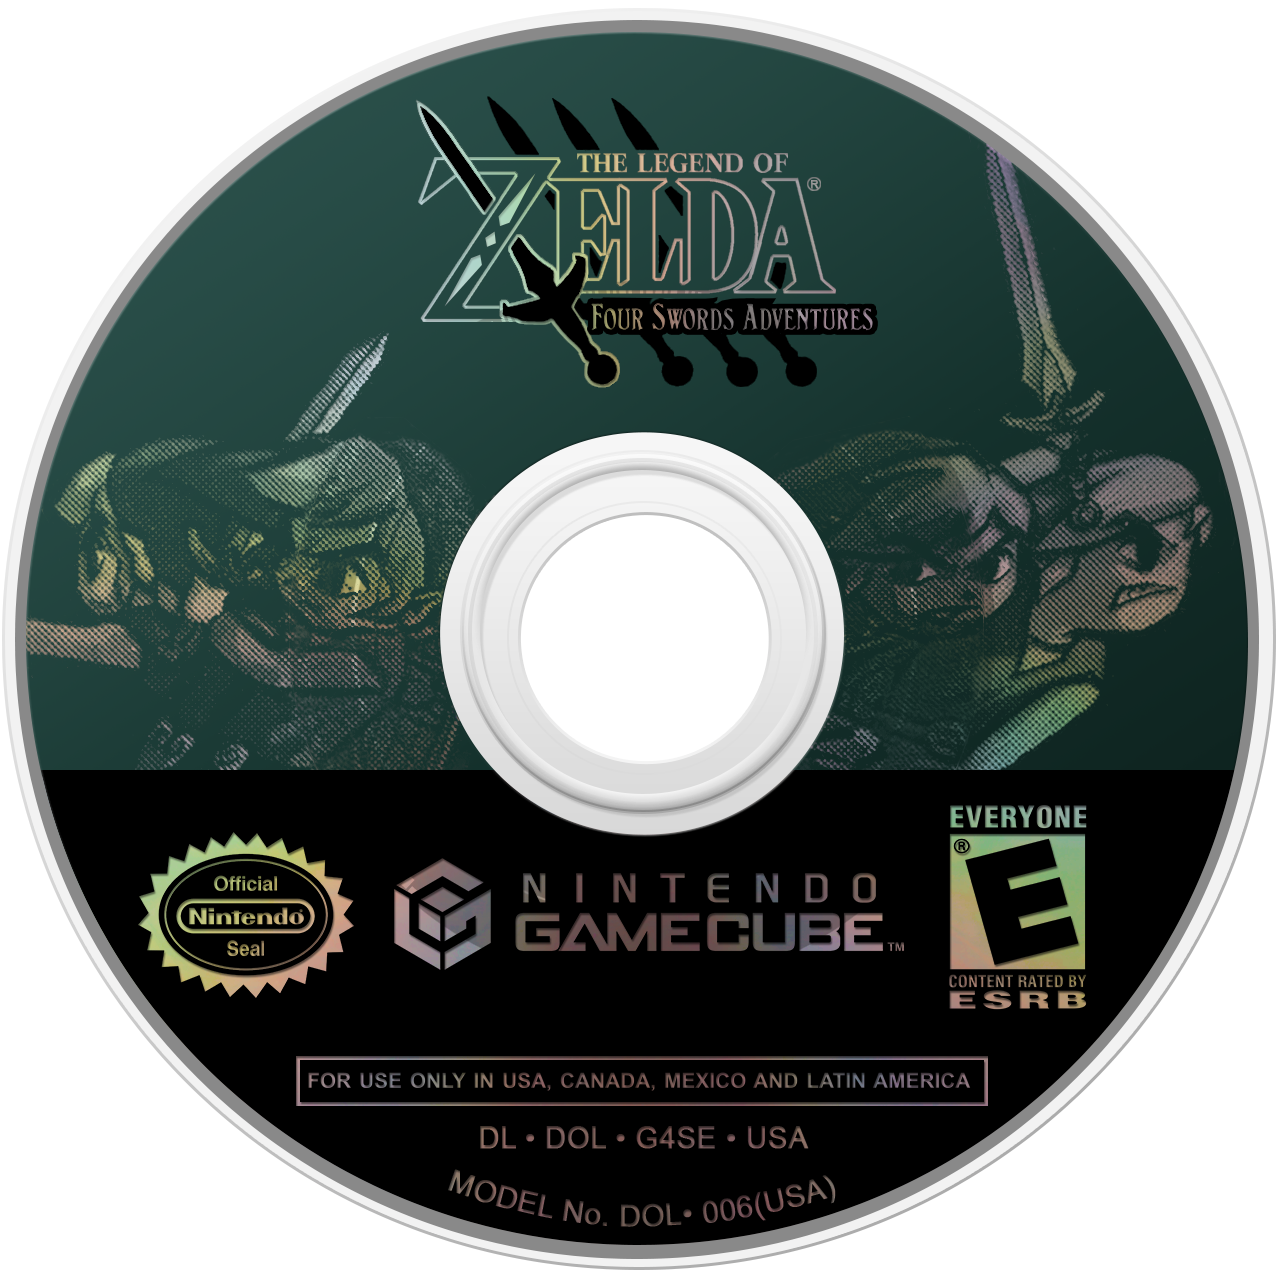 THE LEGEND OF
ZELDA®
FOUR SWORDS ADVENTURES
EVERYONE
®
E
CONTENT RATED BY
ESRB
Official
Nintendo®
Seal
NINTENDO
GAMECUBE™
FOR USE ONLY IN USA, CANADA, MEXICO AND LATIN AMERICA
DL • DOL • G4SE • USA
MODEL No. DOL• 006(USA)